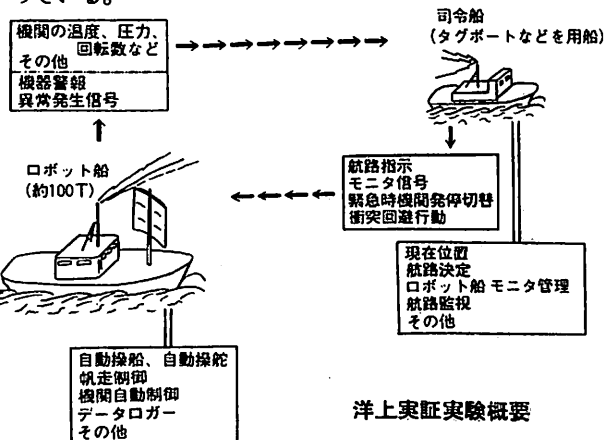 っている。
機関の温度、圧力、
回転数など
その他
機器警報
異常発生信号
司令船
(タグボートなどを用船)
ロボット船
(約100T)
航路指示
モニタ信号
緊急時機関発停切替
衝突回避行動
現在位置
航路決定
ロボット船 モニタ管理
航路監視
その他
自動操船、自動操舵
帆走制御
機関自動制御
データロガー
その他
洋上実証実験概要